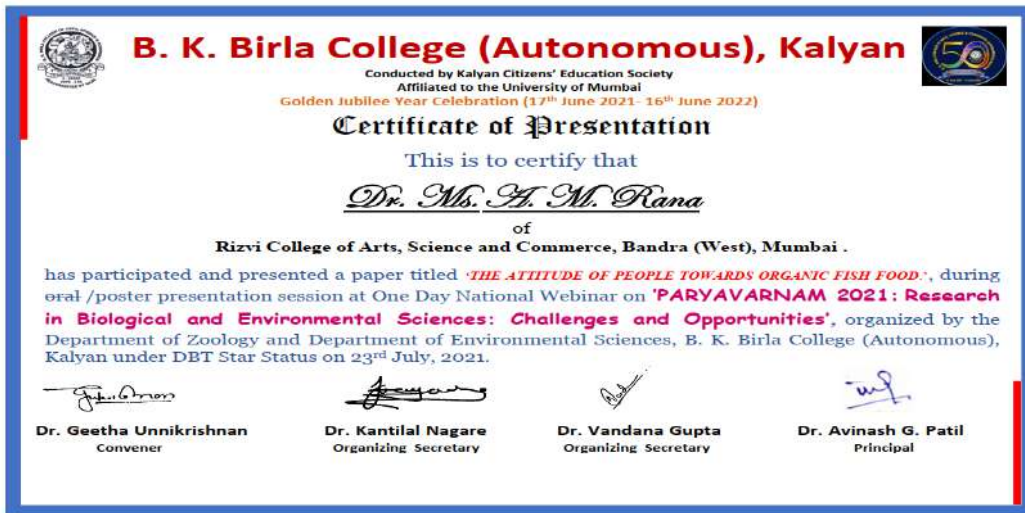 B. K. Birla College (Autonomous), Kalyan
Conducted by Kalyan Citizens' Education Society
Affiliated to the University of Mumbai
Golden Jubilee Year Celebration (17th June 2021- 16th June 2022)
Certificate of Presentation
This is to certify that
Dr. Ms. A. M. Rana
of
Rizvi College of Arts, Science and Commerce, Bandra (West), Mumbai .
has participated and presented a paper titled 'THE ATTITUDE OF PEOPLE TOWARDS ORGANIC FISH FOOD.', during
oral /poster presentation session at One Day National Webinar on 'PARYAVARNAM 2021: Research
in Biological and Environmental Sciences: Challenges and Opportunities', organized by the
Department of Zoology and Department of Environmental Sciences, B. K. Birla College (Autonomous),
Kalyan under DBT Star Status on 23rd July, 2021.
Dr. Geetha Unnikrishnan Dr. Kantilal Nagare Dr. Vandana Gupta Dr. Avinash G. Patil
Convener Organizing Secretary Organizing Secretary Principal